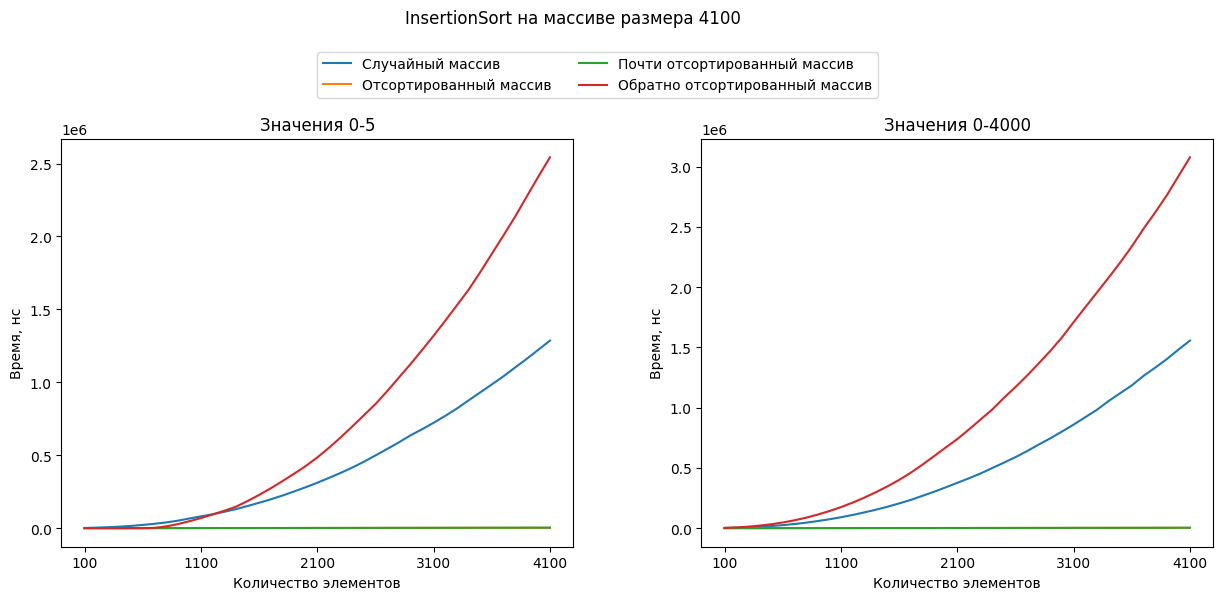 InsertionSort на массиве размера 4100
Случайный массив
Отсортированный массив
Почти отсортированный массив
Обратно отсортированный массив
Значения 0-5
1e6
2.5
2.0
1.5
1.0
0.5
0.0
Время, нс
100 1100 2100 3100 4100
Количество элементов
Значения 0-4000
1e6
3.0
2.5
2.0
1.5
1.0
0.5
0.0
Время, нс
100 1100 2100 3100 4100
Количество элементов